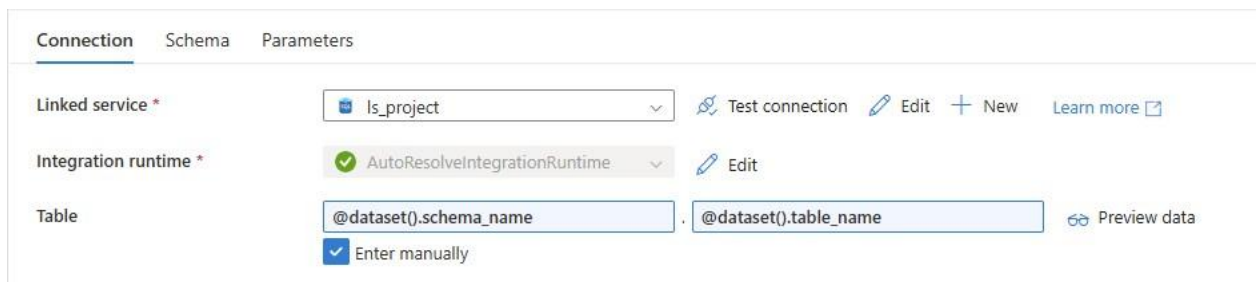 Connection Schema Parameters
Linked service * ls_project Test connection Edit New Learn more
Integration runtime * AutoResolveIntegrationRuntime Edit
Table @dataset().schema_name . @dataset().table_name Preview data
Enter manually